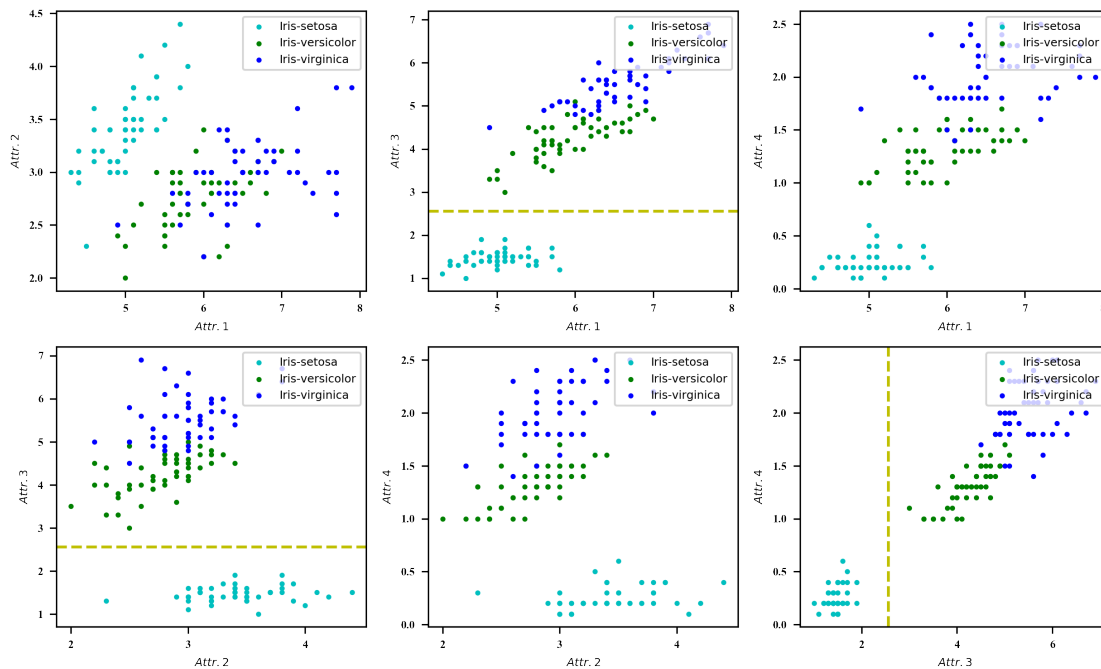 4.5
4.0
3.5
3.0
2.5
2.0
Attr. 2
5 6 7 8
Attr. 1
Iris-setosa
Iris-versicolor
Iris-virginica
7
6
5
4
3
2
1
Attr. 3
5 6 7 8
Attr. 1
Iris-setosa
Iris-versicolor
Iris-virginica
2.5
2.0
1.5
1.0
0.5
0.0
Attr. 4
5 6 7
Attr. 1
Iris-setosa
Iris-versicolor
Iris-virginica
7
6
5
4
3
2
1
Attr. 3
2 3 4
Attr. 2
Iris-setosa
Iris-versicolor
Iris-virginica
2.5
2.0
1.5
1.0
0.5
0.0
Attr. 4
2 3 4
Attr. 2
Iris-setosa
Iris-versicolor
Iris-virginica
2.5
2.0
1.5
1.0
0.5
0.0
Attr. 4
2 4 6
Attr. 3
Iris-setosa
Iris-versicolor
Iris-virginica